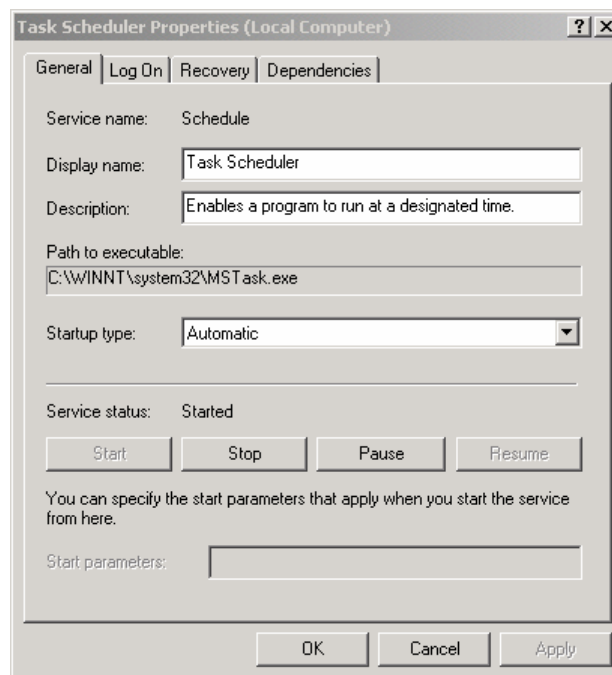 Task Scheduler Properties (Local Computer)
General Log On Recovery Dependencies
Service name: Schedule
Display name: Task Scheduler
Description: Enables a program to run at a designated time.
Path to executable:
C:\WINNT\system32\MSTask.exe
Startup type: Automatic
Service status: Started
Start Stop Pause Resume
You can specify the start parameters that apply when you start the service
from here.
Start parameters:
OK Cancel Apply